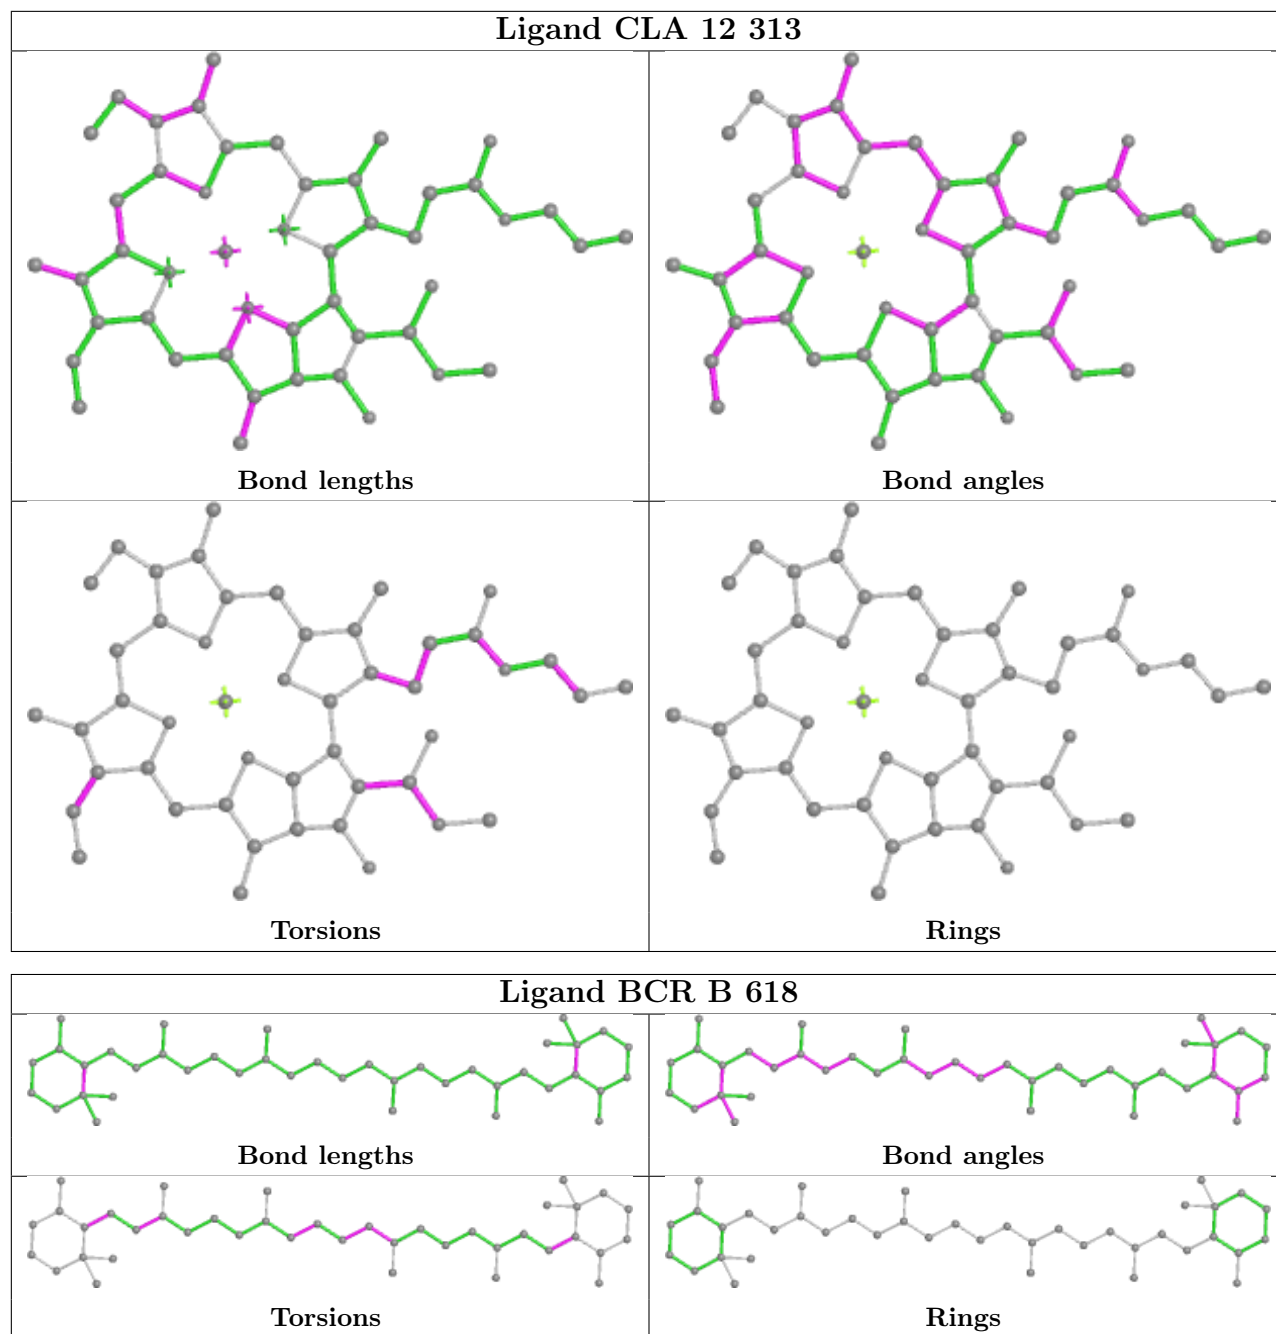 Ligand CLA 12 313
Bond lengths
Bond angles
Torsions
Rings
Ligand BCR B 618
Bond lengths
Bond angles
Torsions
Rings